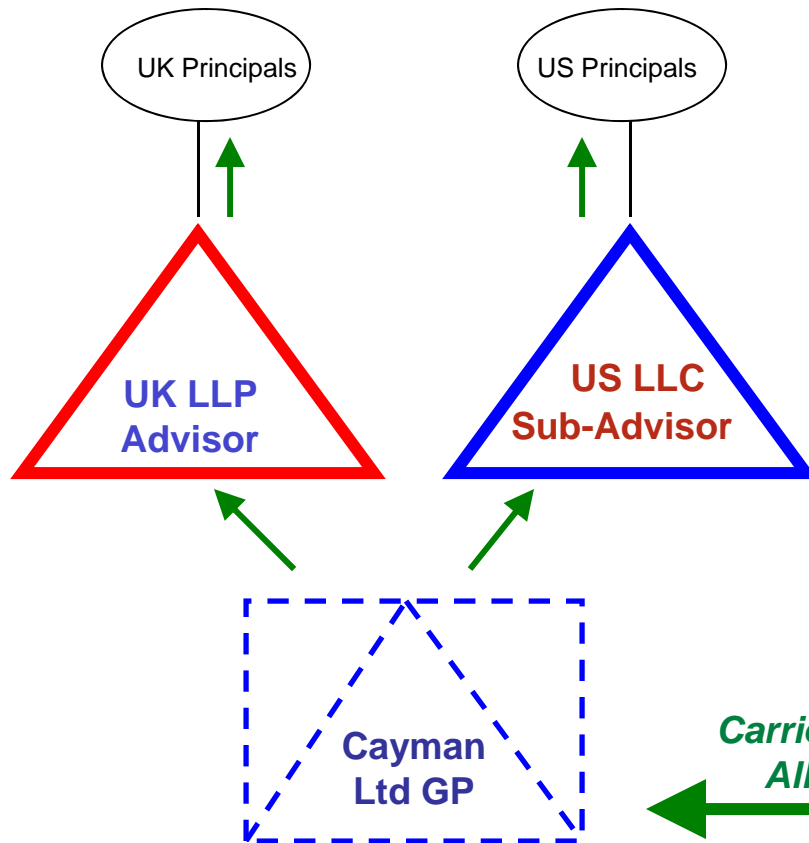 UK Principals
US Principals
UK LLP
Advisor
US LLC
Sub-Advisor
Cayman
Ltd GP